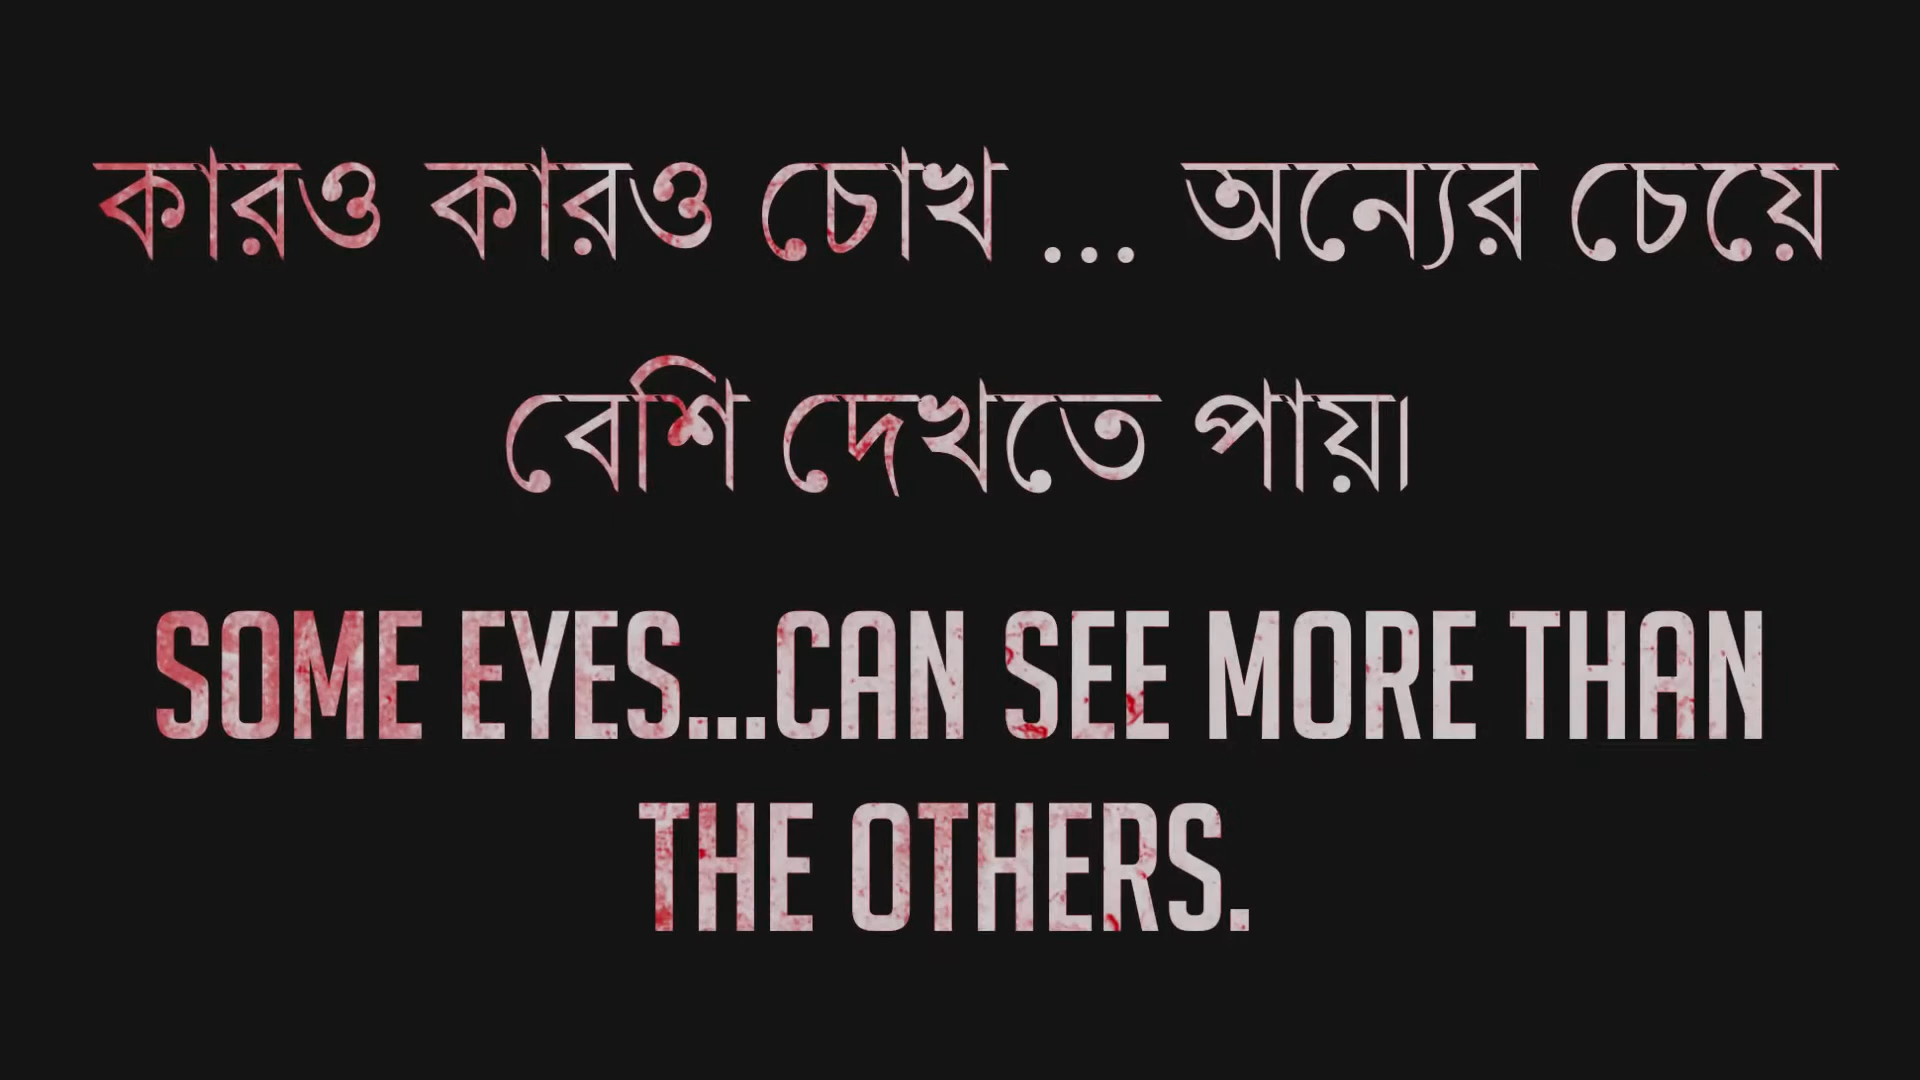 কারও কারও চোখ ... অন্যের চেয়ে
বেশি দেখতে পায়।
SOME EYES...CAN SEE MORE THAN
THE OTHERS.